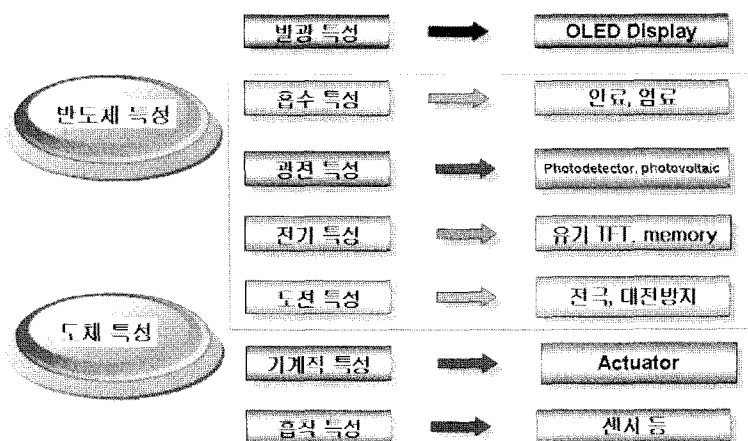 발광 특성
OLED Display
반도체 특성
흡수 특성
안료, 염료
광전 특성
Photodetector, photovoltaic
전기 특성
유기 TFT, memory
도전 특성
전극, 대전방지
도체 특성
기계적 특성
Actuator
흡착 특성
센서 등